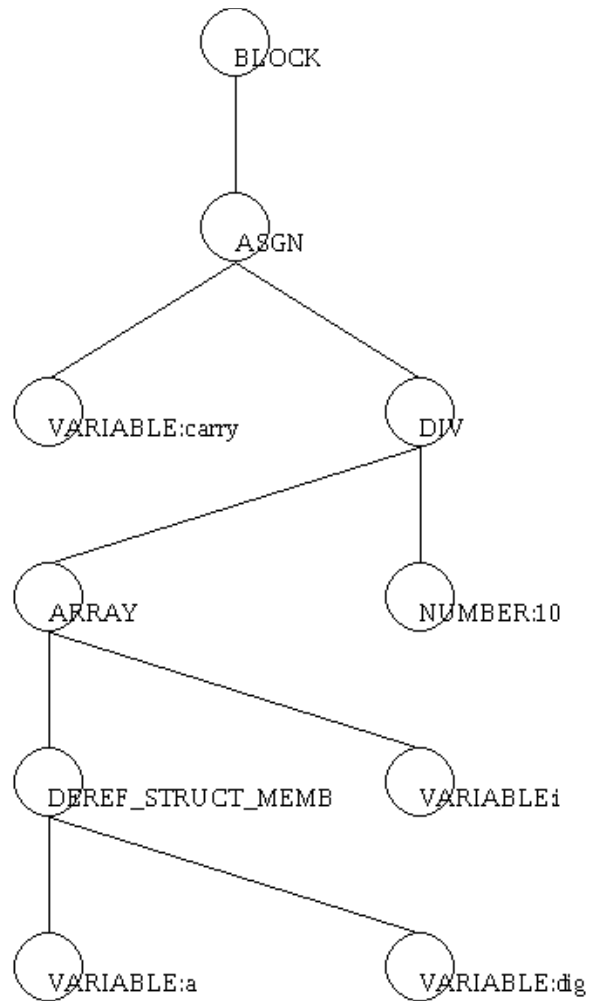 BLOCK
ASGN
VARIABLE:carry
DIV
ARRAY
NUMBER:10
DEREF_STRUCT_MEMB
VARIABLE:i
VARIABLE:a
VARIABLE:dig